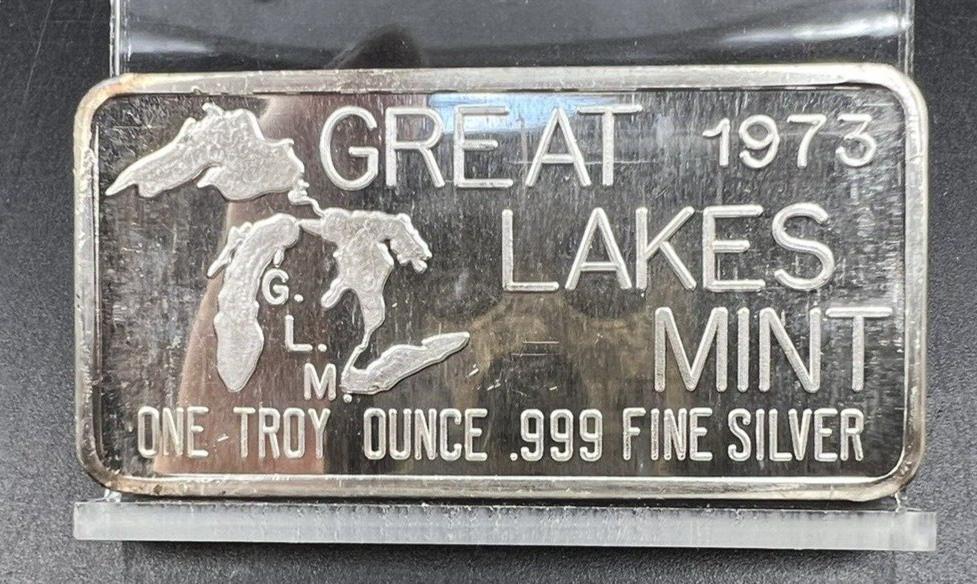 GREAT 1973
LAKES
MINT
G.
L.
M.
ONE TROY OUNCE .999 FINE SILVER